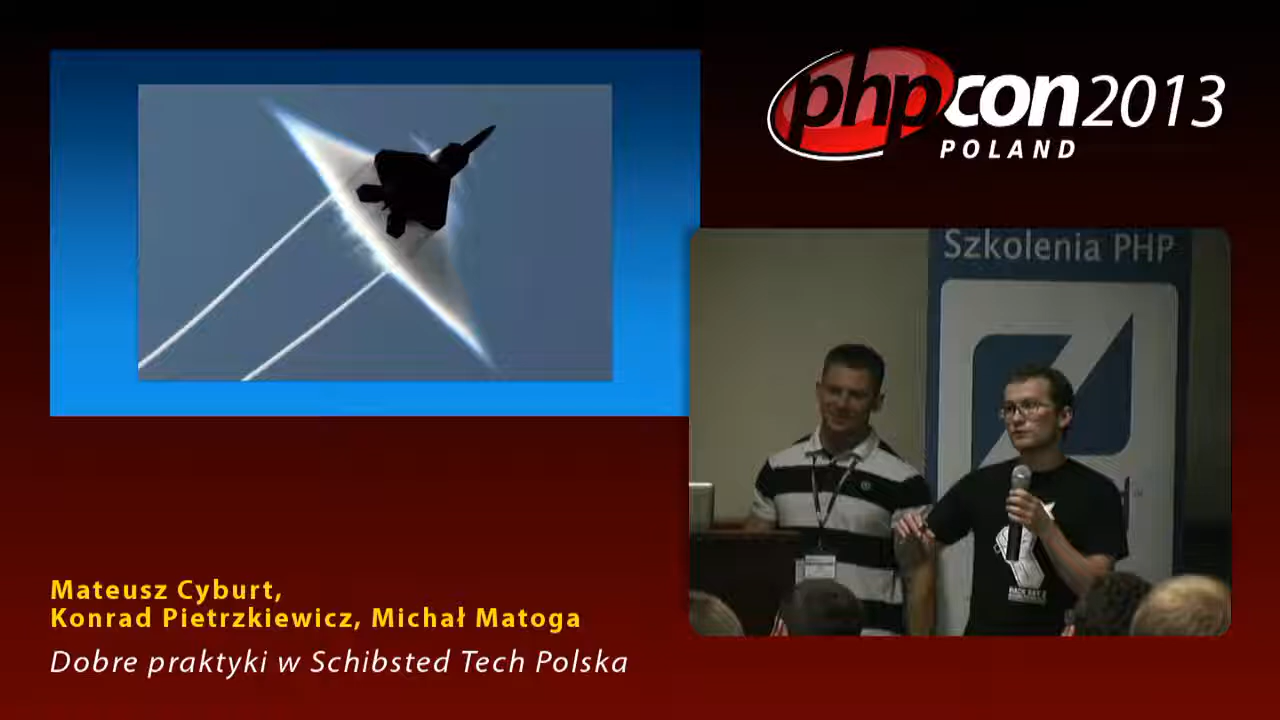 phpcon2013
POLAND
Szkolenia PHP
Mateusz Cyburt,
Konrad Pietrzkiewicz, Michał Matoga
Dobre praktyki w Schibsted Tech Polska